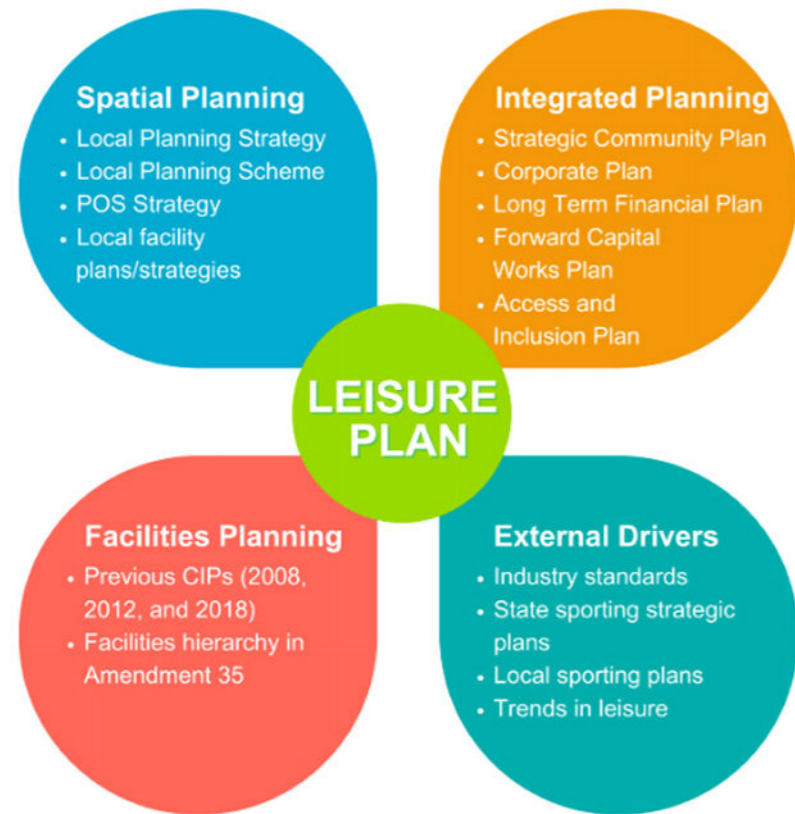 Spatial Planning
• Local Planning Strategy
• Local Planning Scheme
• POS Strategy
• Local facility
plans/strategies
Integrated Planning
• Strategic Community Plan
• Corporate Plan
• Long Term Financial Plan
• Forward Capital
Works Plan
• Access and
Inclusion Plan
LEISURE
PLAN
Facilities Planning
• Previous CIPs (2008,
2012, and 2018)
• Facilities hierarchy in
Amendment 35
External Drivers
• Industry standards
• State sporting strategic
plans
• Local sporting plans
• Trends in leisure